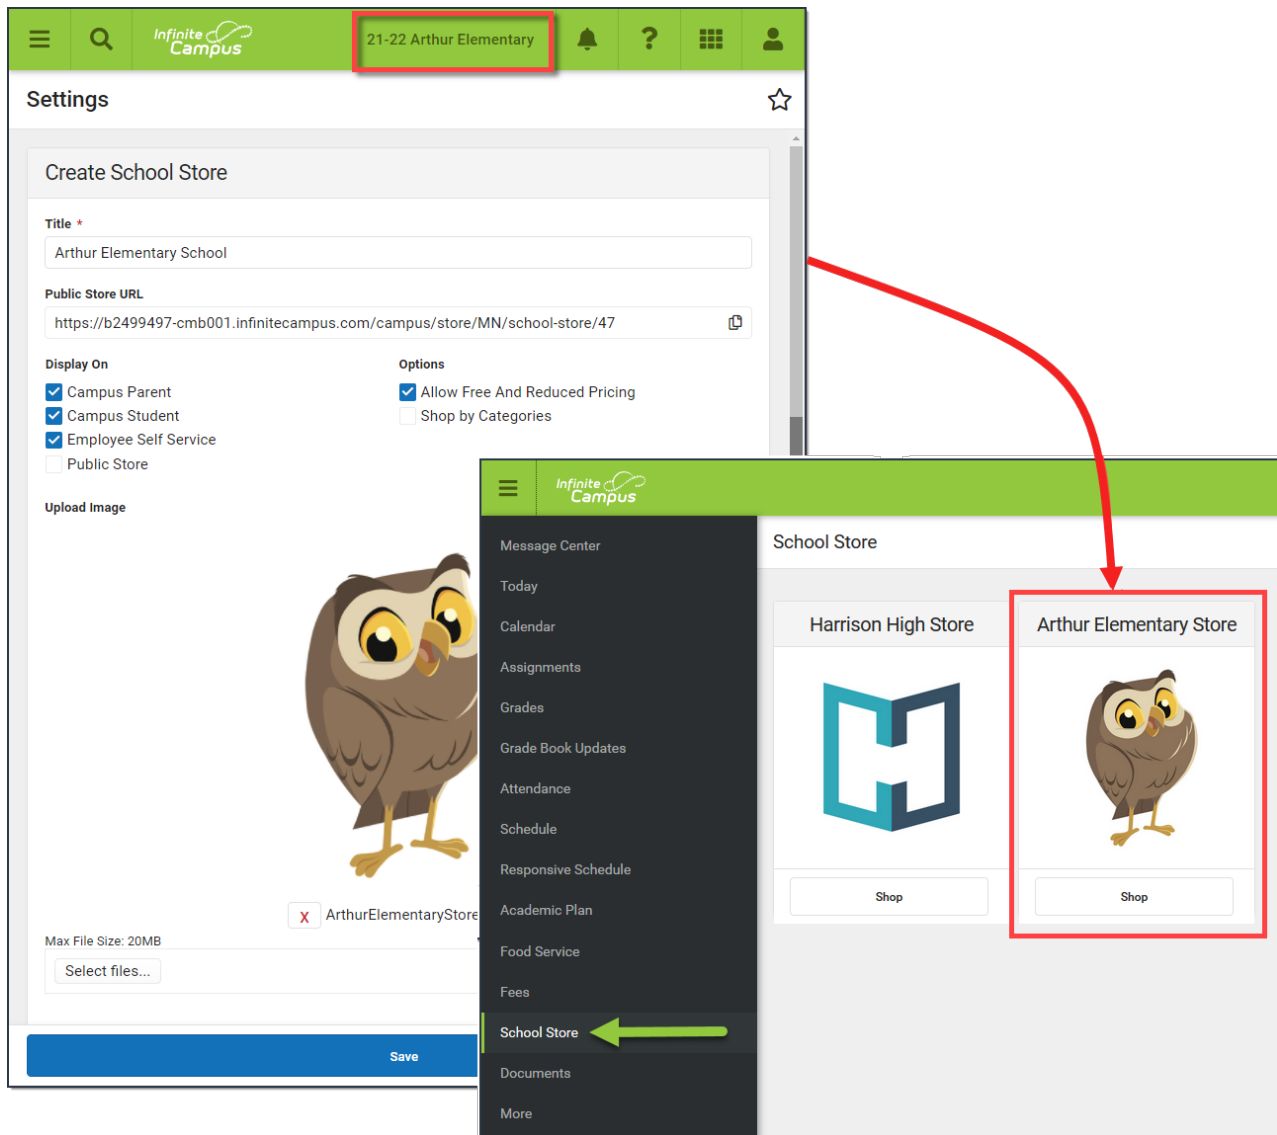 Infinite
Campus
21-22 Arthur Elementary
?
Settings
Create School Store
Title *
Arthur Elementary School
Public Store URL
https://b2499497-cmb001.infinitecampus.com/campus/store/MN/school-store/47
Display On
Options
Campus Parent
Allow Free And Reduced Pricing
Campus Student
Shop by Categories
Employee Self Service
Public Store
Upload Image
X ArthurElementaryStore
Max File Size: 20MB
Select files...
Save
Infinite
Campus
Message Center
Today
Calendar
Assignments
Grades
Grade Book Updates
Attendance
Schedule
Responsive Schedule
Academic Plan
Food Service
Fees
School Store
Documents
More
School Store
Harrison High Store
Arthur Elementary Store
Shop
Shop